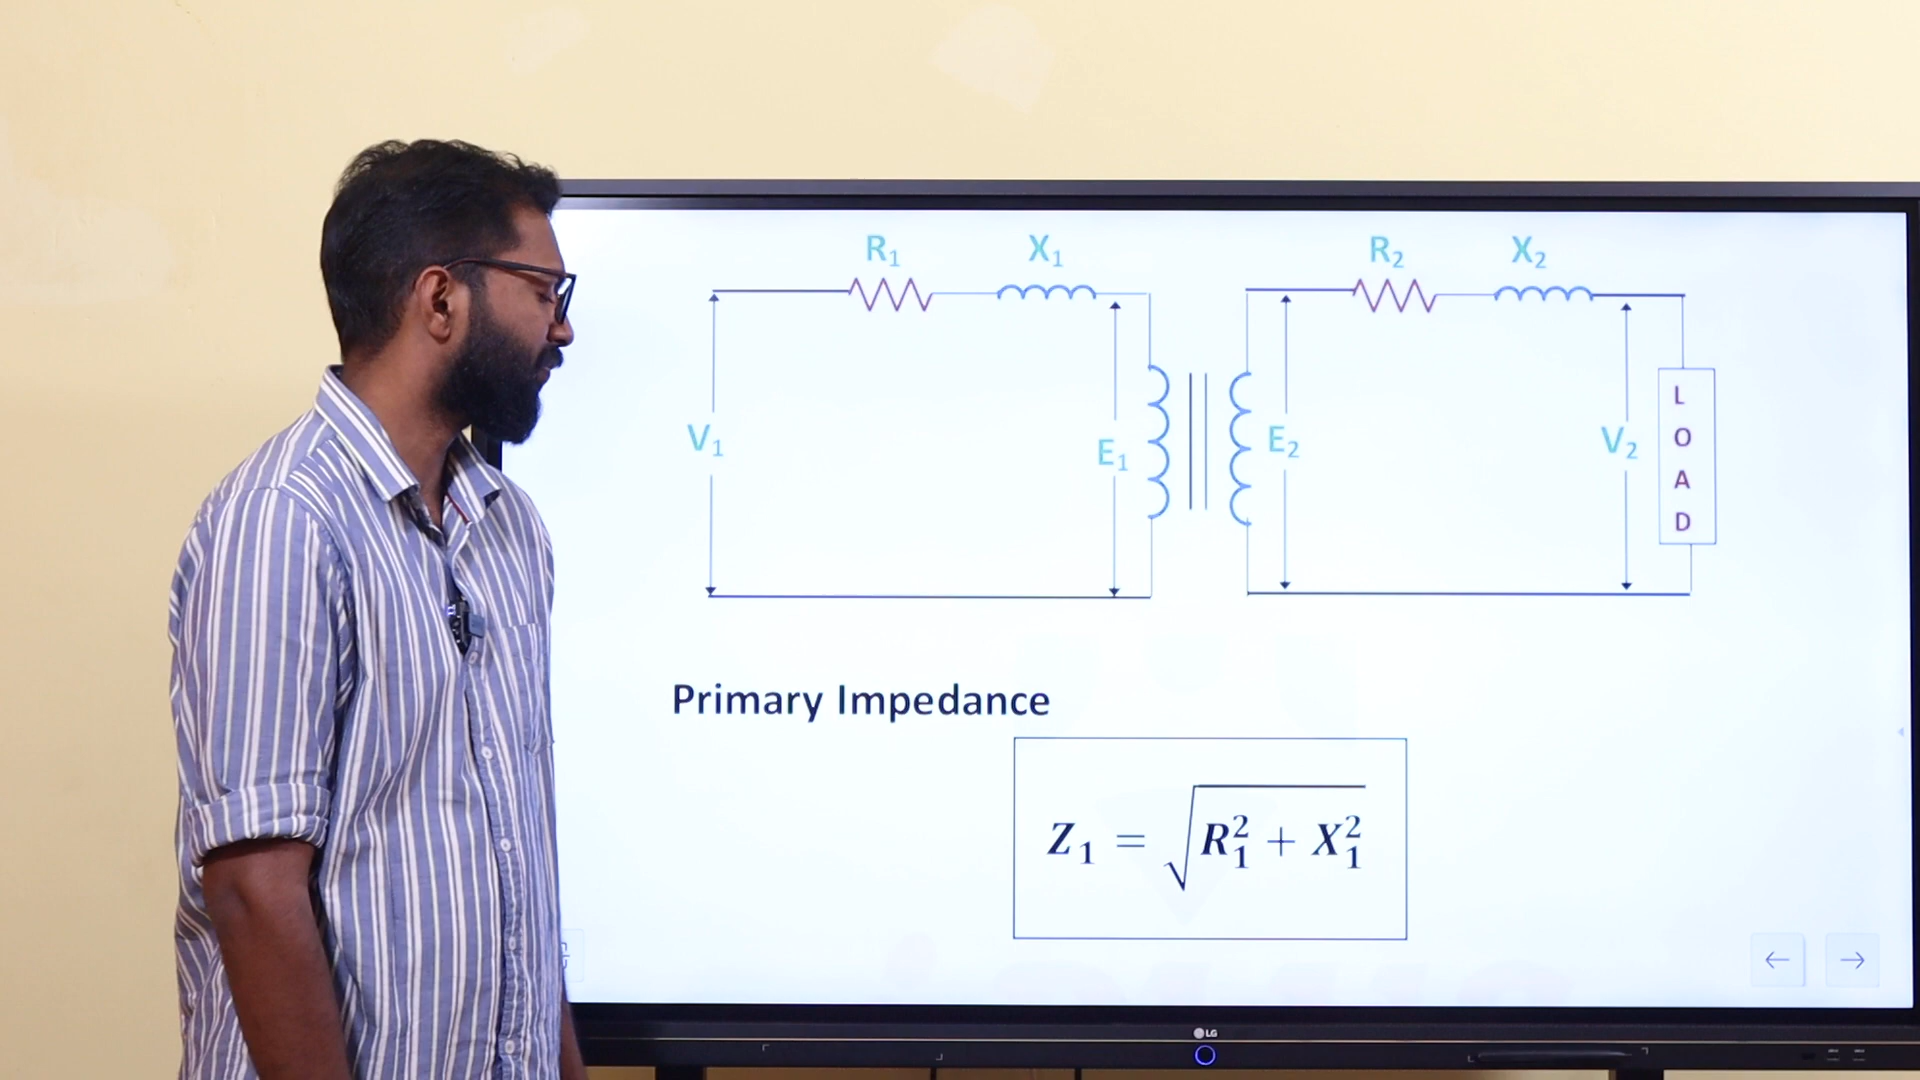 R₁ X₁ R₂ X₂
V₁ E₁ E₂ V₂
L
O
A
D
Primary Impedance
Z₁ = √(R₁² + X₁²)
LG